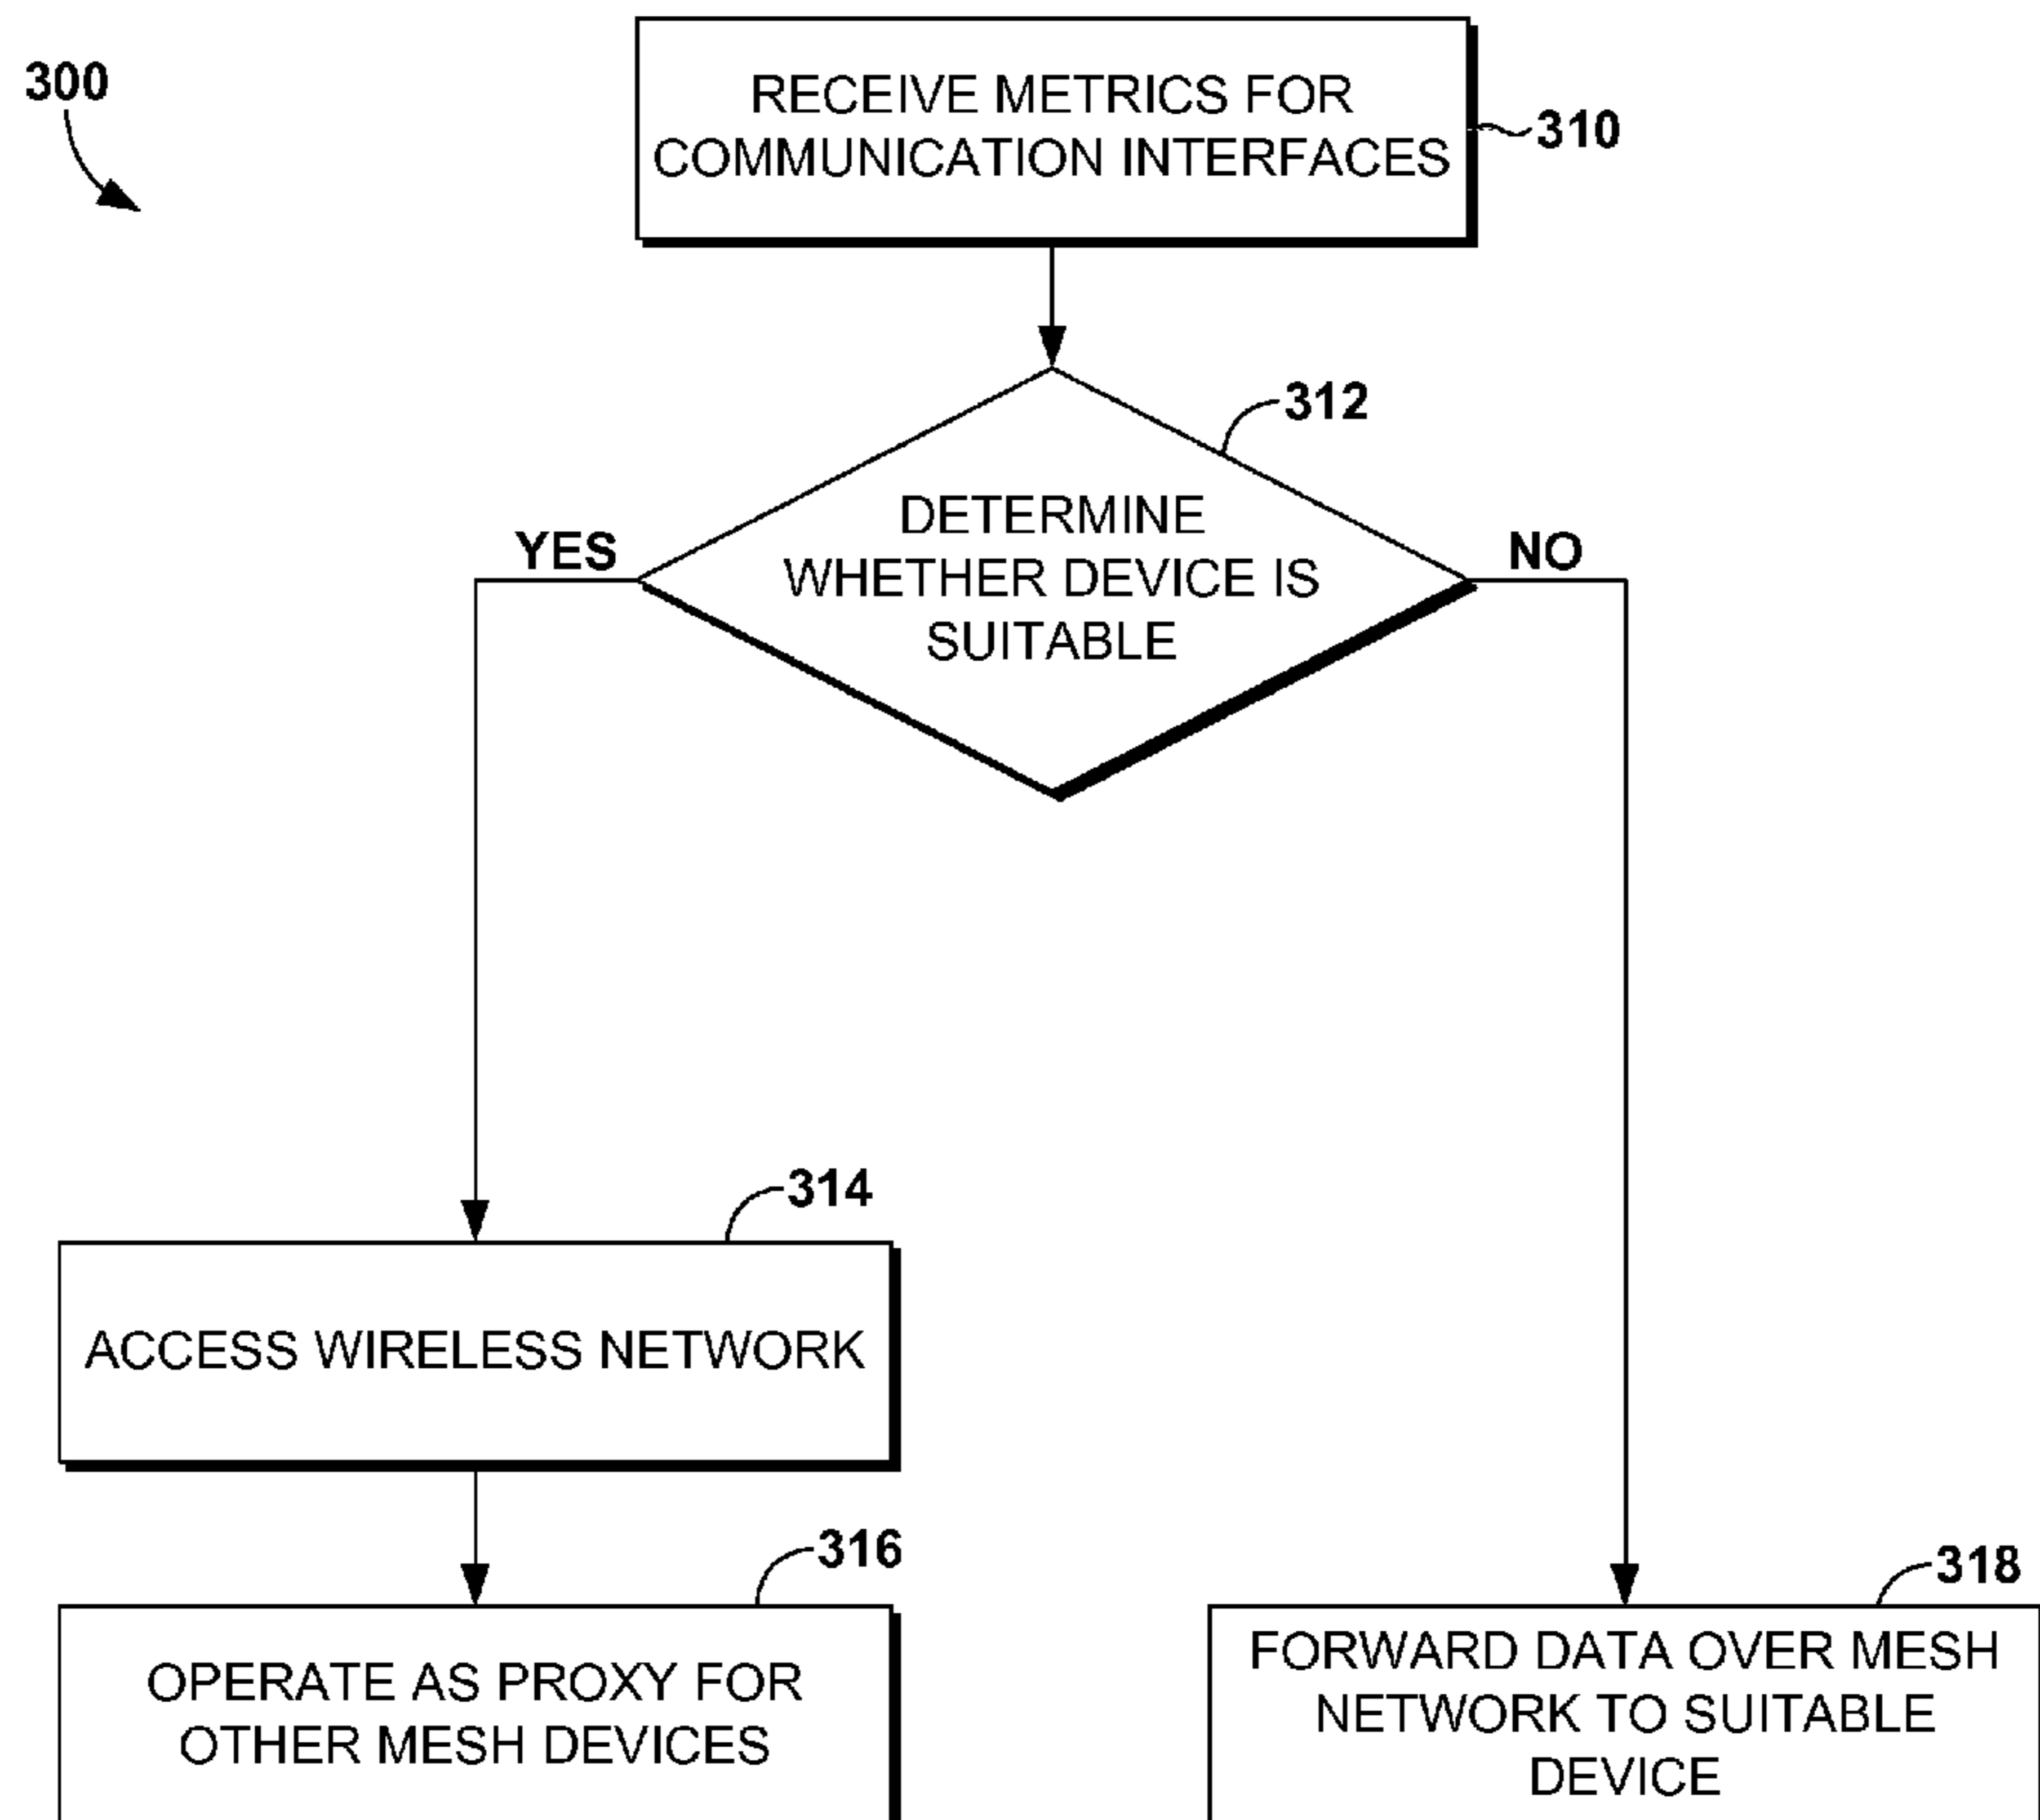 300
RECEIVE METRICS FOR
COMMUNICATION INTERFACES
310
312
DETERMINE
WHETHER DEVICE IS
SUITABLE
YES
NO
314
ACCESS WIRELESS NETWORK
316
OPERATE AS PROXY FOR
OTHER MESH DEVICES
318
FORWARD DATA OVER MESH
NETWORK TO SUITABLE
DEVICE